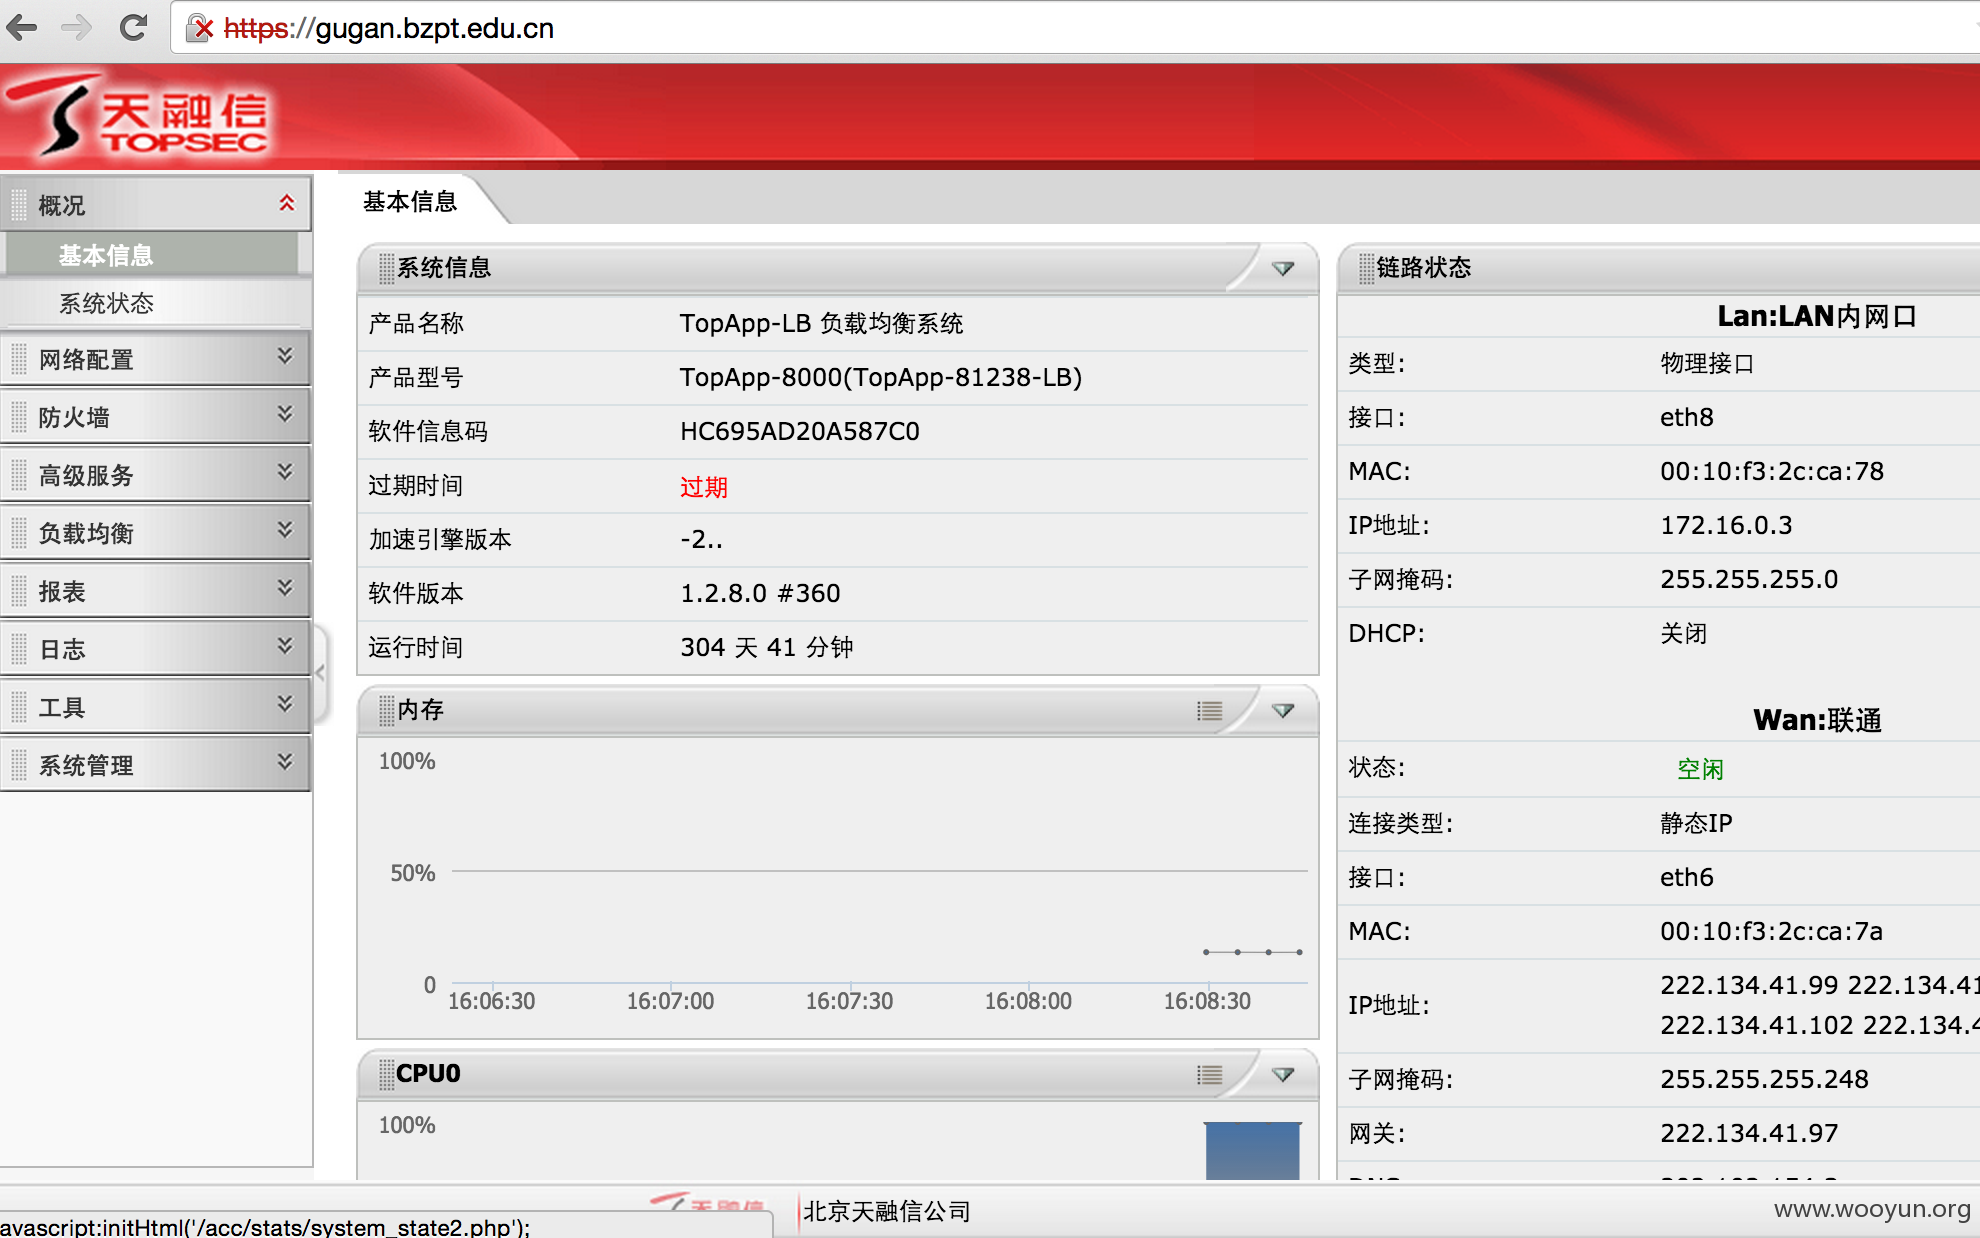 https://gugan.bzpt.edu.cn
天融信
TOPSEC
概况
基本信息
系统状态
网络配置
防火墙
高级服务
负载均衡
报表
日志
工具
系统管理
基本信息
系统信息
产品名称 TopApp-LB 负载均衡系统
产品型号 TopApp-8000(TopApp-81238-LB)
软件信息码 HC695AD20A587C0
过期时间 过期
加速引擎版本 -2..
软件版本 1.2.8.0 #360
运行时间 304 天 41 分钟
内存
100%
50%
0
16:06:30 16:07:00 16:07:30 16:08:00 16:08:30
CPU0
100%
链路状态
Lan:LAN内网口
类型: 物理接口
接口: eth8
MAC: 00:10:f3:2c:ca:78
IP地址: 172.16.0.3
子网掩码: 255.255.255.0
DHCP: 关闭
Wan:联通
状态: 空闲
连接类型: 静态IP
接口: eth6
MAC: 00:10:f3:2c:ca:7a
IP地址: 222.134.41.99 222.134.41
222.134.41.102 222.134.4
子网掩码: 255.255.255.248
网关: 222.134.41.97
北京天融信公司
www.wooyun.org
avascript:initHtml('/acc/stats/system_state2.php');